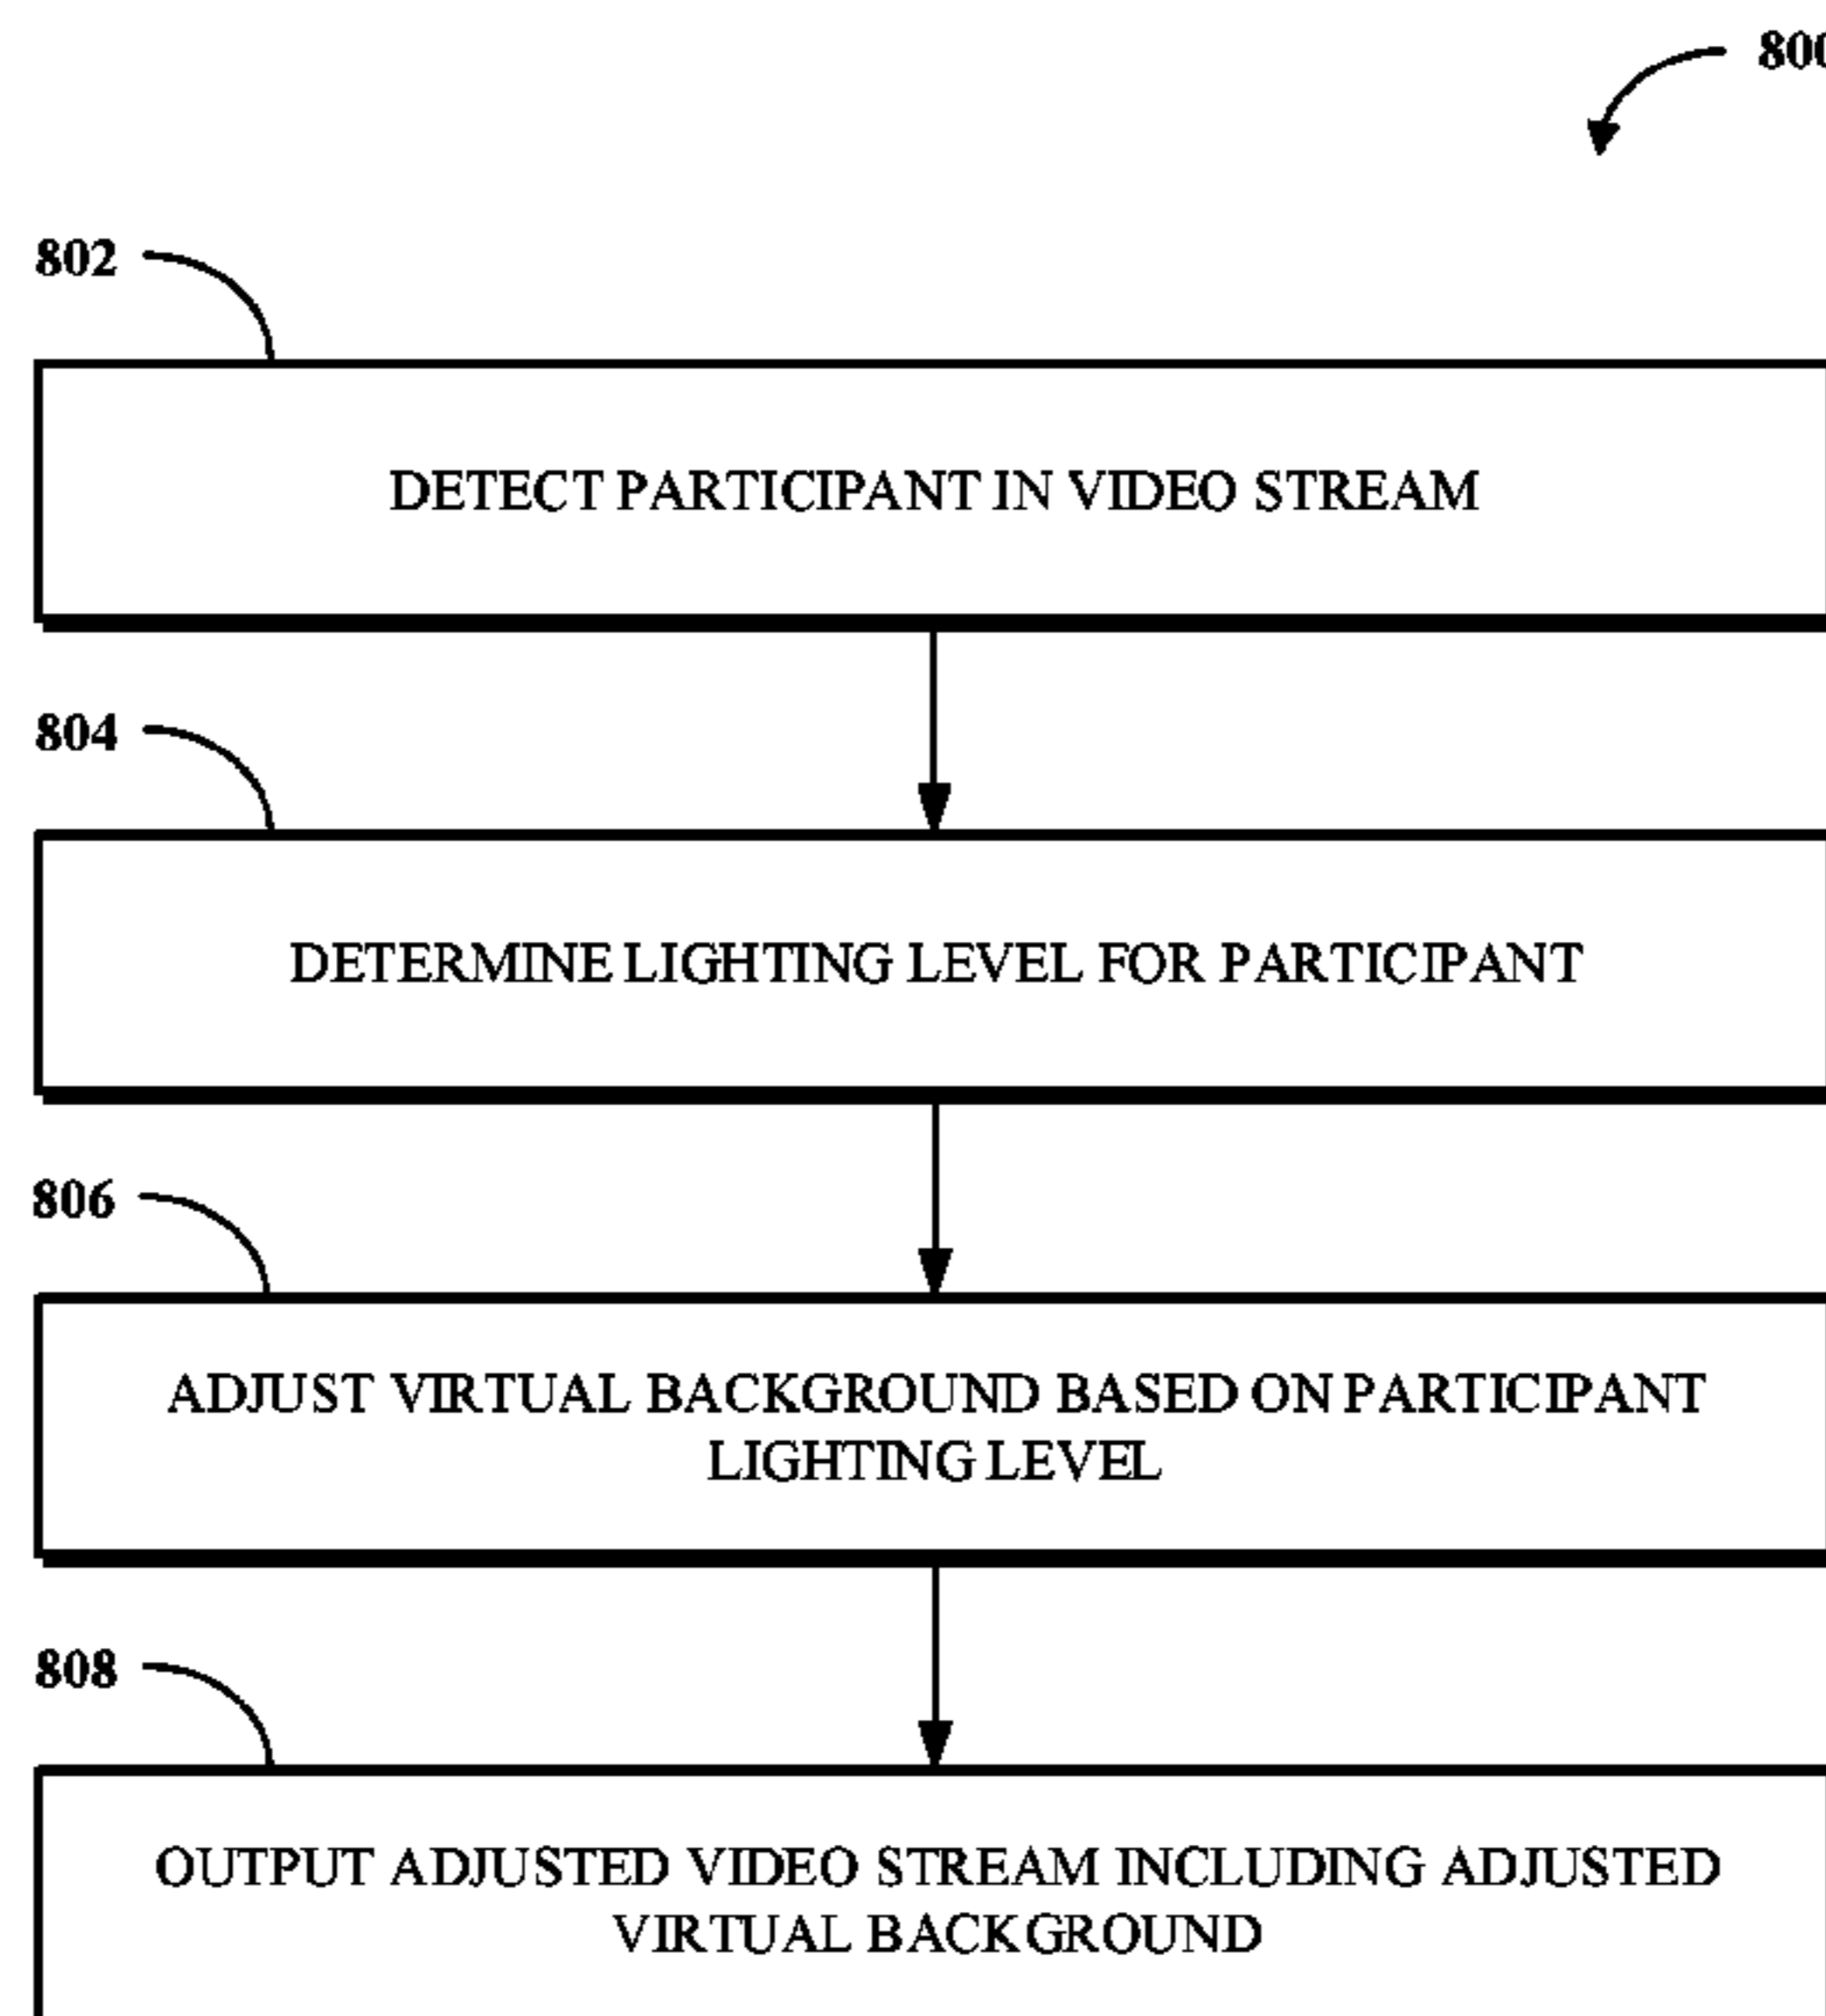 800
802
DETECT PARTICIPANT IN VIDEO STREAM
804
DETERMINE LIGHTING LEVEL FOR PARTICIPANT
806
ADJUST VIRTUAL BACKGROUND BASED ON PARTICIPANT
LIGHTING LEVEL
808
OUTPUT ADJUSTED VIDEO STREAM INCLUDING ADJUSTED
VIRTUAL BACKGROUND